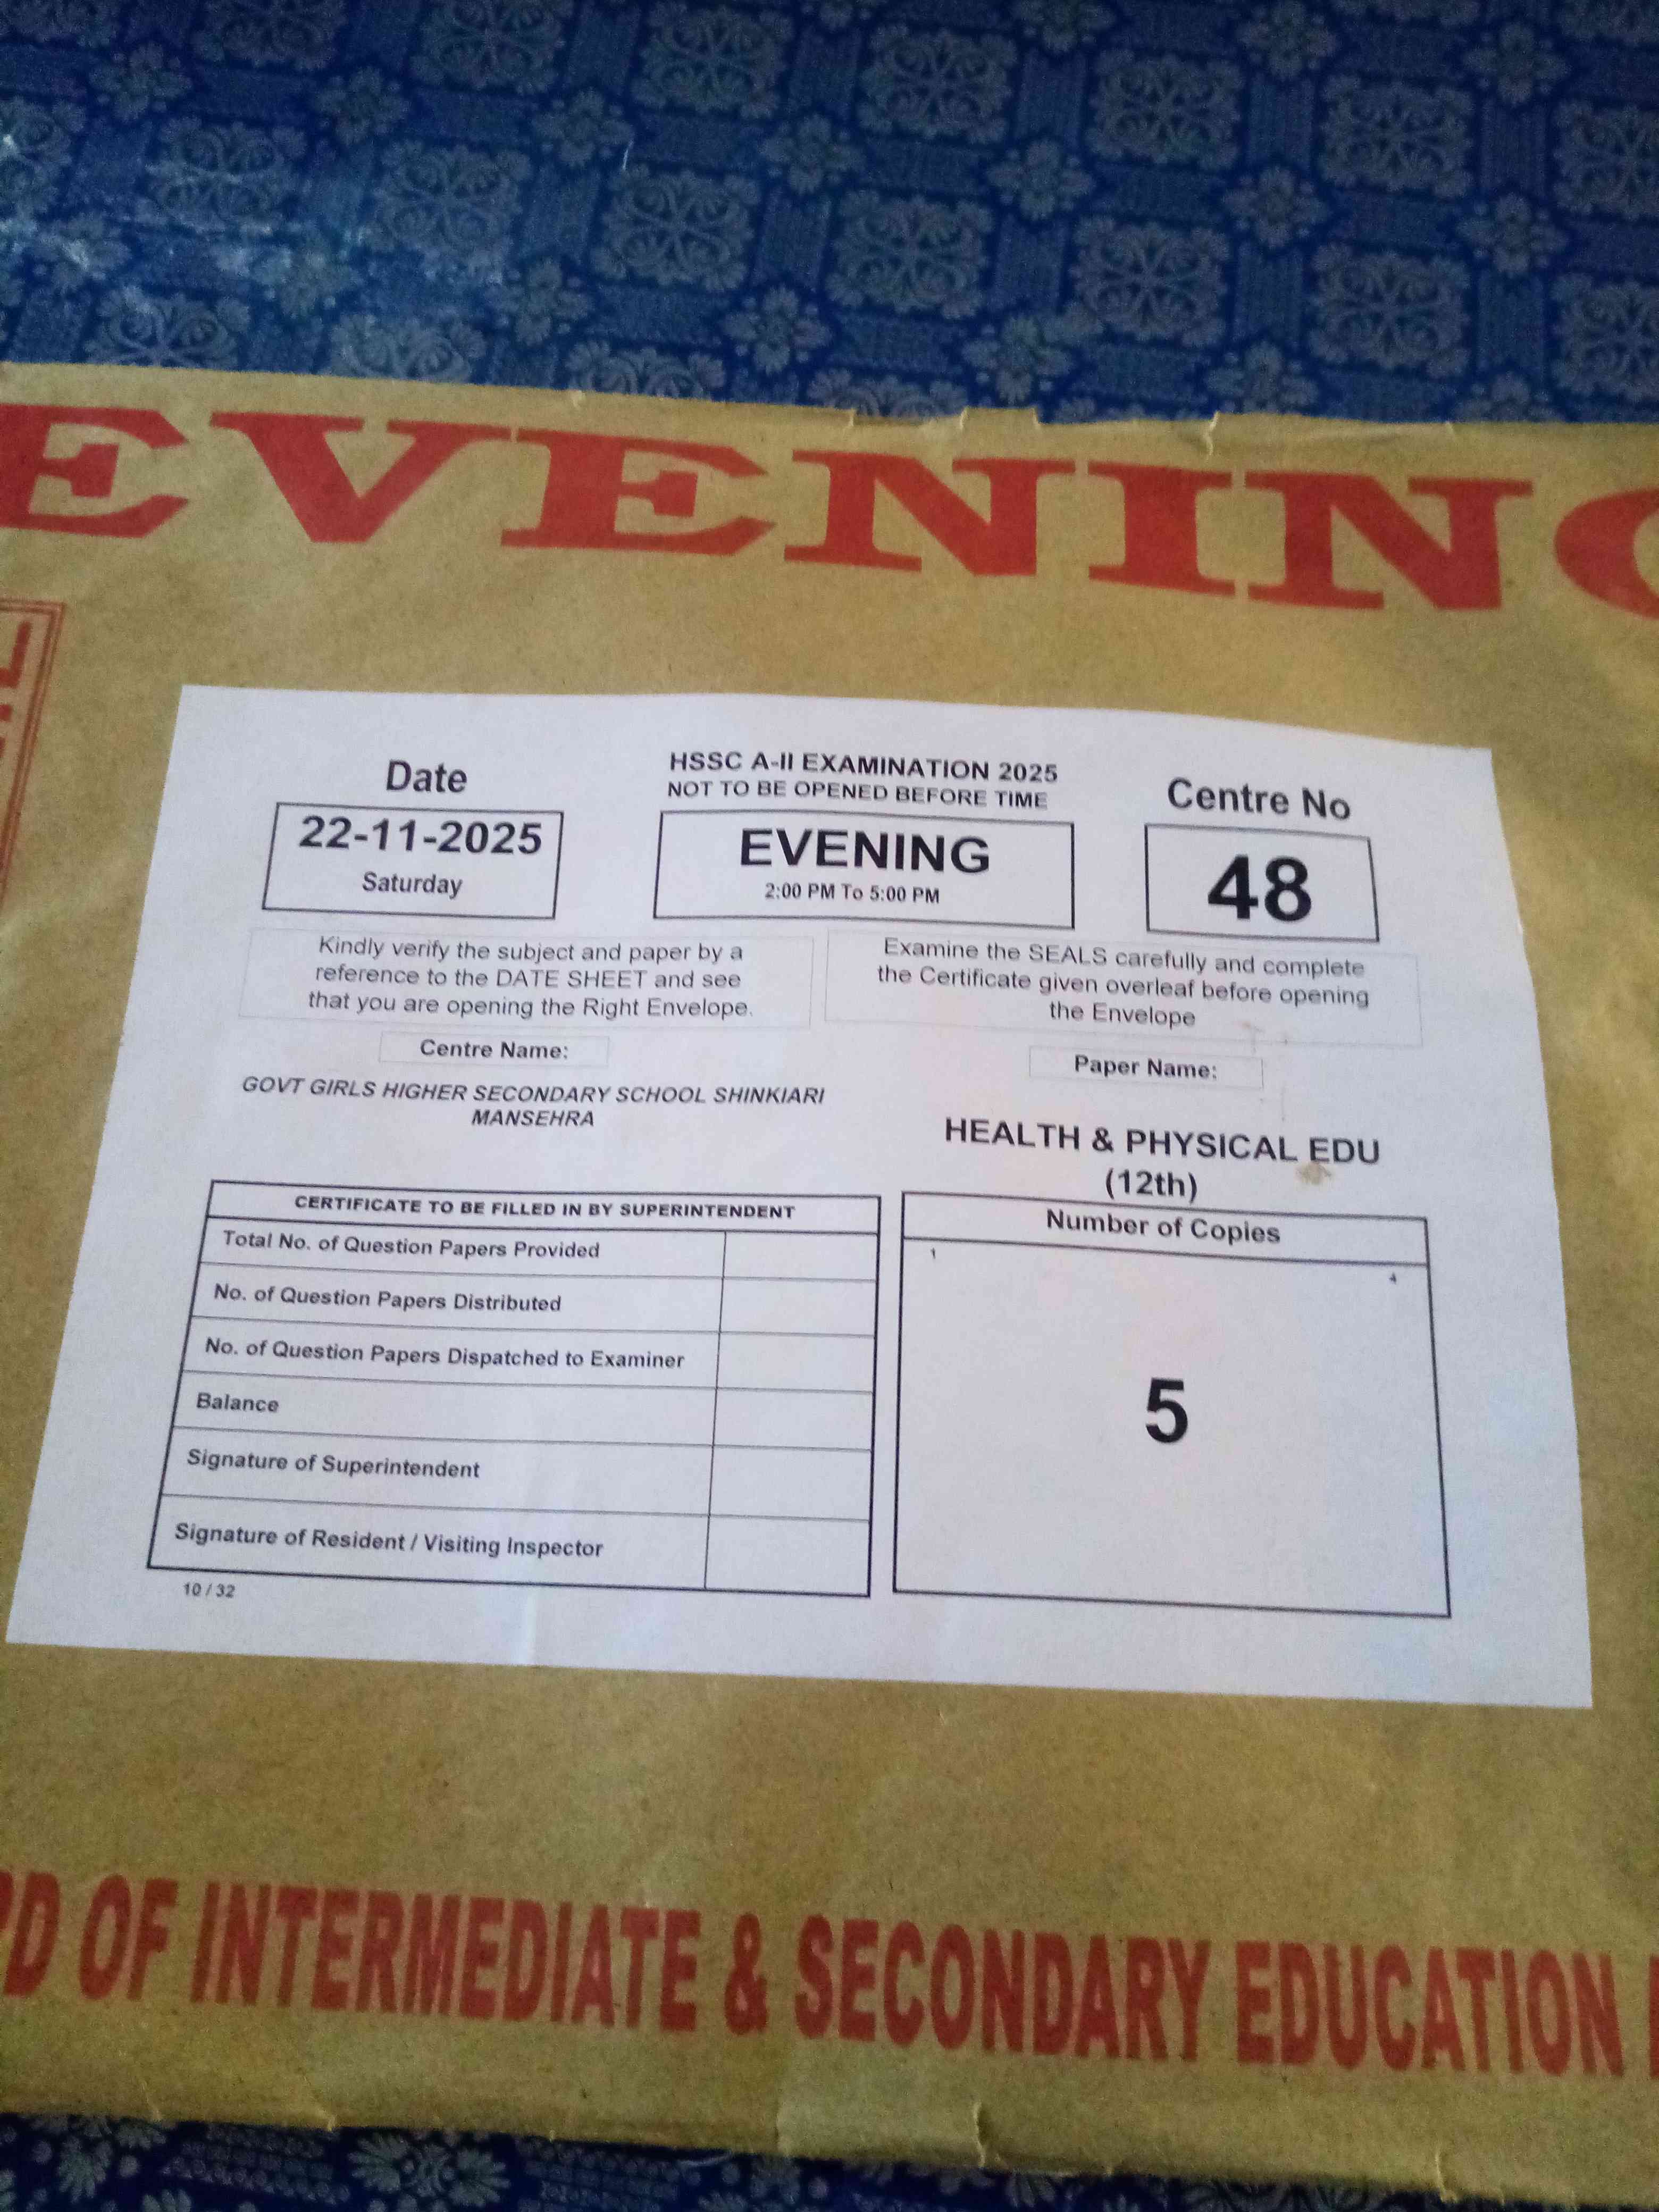 EVENING
Date
22-11-2025
Saturday
HSSC A-II EXAMINATION 2025
NOT TO BE OPENED BEFORE TIME
EVENING
2:00 PM To 5:00 PM
Centre No
48
Kindly verify the subject and paper by a
reference to the DATE SHEET and see
that you are opening the Right Envelope.
Examine the SEALS carefully and complete
the Certificate given overleaf before opening
the Envelope
Centre Name:
GOVT GIRLS HIGHER SECONDARY SCHOOL SHINKIARI
MANSEHRA
Paper Name:
HEALTH & PHYSICAL EDU
(12th)
CERTIFICATE TO BE FILLED IN BY SUPERINTENDENT
Total No. of Question Papers Provided
No. of Question Papers Distributed
No. of Question Papers Dispatched to Examiner
Balance
Signature of Superintendent
Signature of Resident / Visiting Inspector
10 / 32
Number of Copies
1
4
5
RD OF INTERMEDIATE & SECONDARY EDUCATION